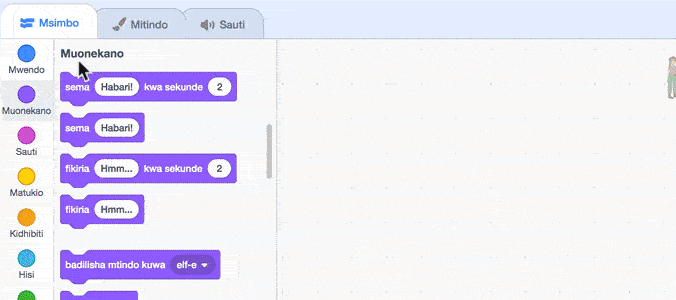 Msimbo Mitindo Sauti
Mwendo
Muonekano
Sauti
Matukio
Kidhibiti
Hisi
Muonekano
sema Habari! kwa sekunde 2
sema Habari!
fikiria Hmm... kwa sekunde 2
fikiria Hmm...
badilisha mtindo kuwa elf-e